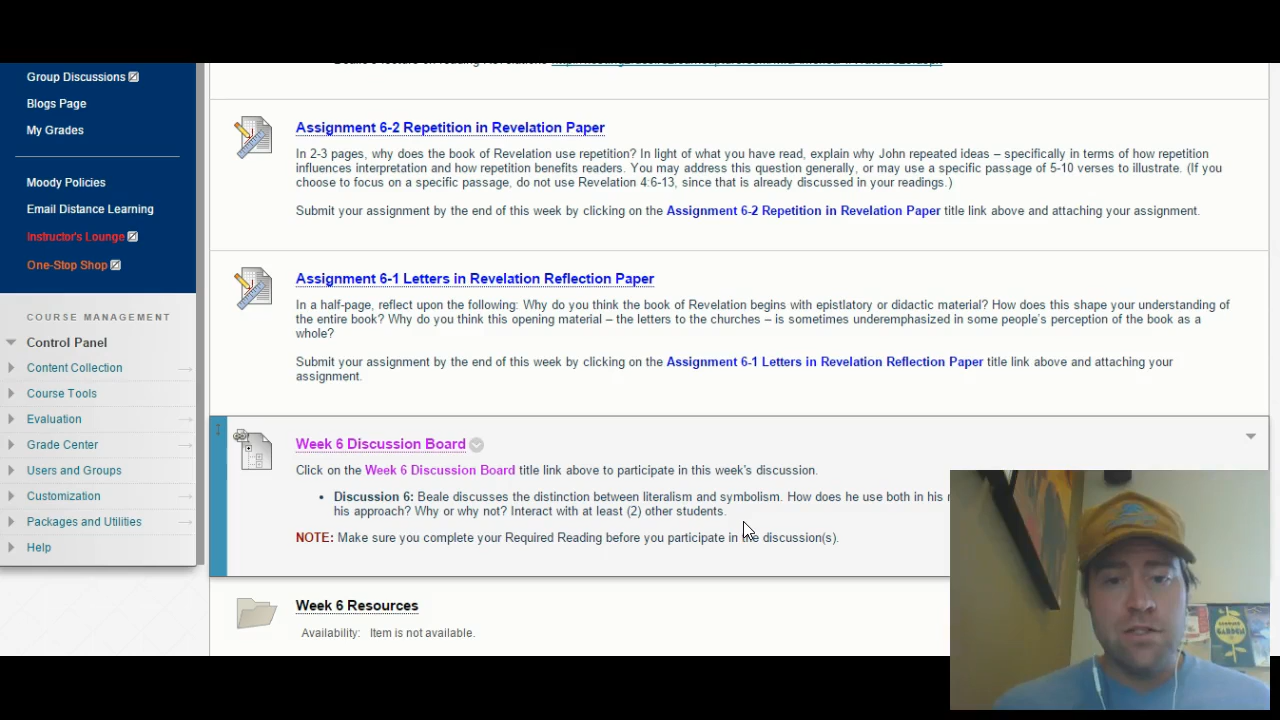 Group Discussions
Blogs Page
My Grades
Moody Policies
Email Distance Learning
Instructor's Lounge
One-Stop Shop
COURSE MANAGEMENT
Control Panel
Content Collection
Course Tools
Evaluation
Grade Center
Users and Groups
Customization
Packages and Utilities
Help
Assignment 6-2 Repetition in Revelation Paper
In 2-3 pages, why does the book of Revelation use repetition? In light of what you have read, explain why John repeated ideas – specifically in terms of how repetition
influences interpretation and how repetition benefits readers. You may address this question generally, or may use a specific passage of 5-10 verses to illustrate. (If you
choose to focus on a specific passage, do not use Revelation 4:6-13, since that is already discussed in your readings.)
Submit your assignment by the end of this week by clicking on the Assignment 6-2 Repetition in Revelation Paper title link above and attaching your assignment.
Assignment 6-1 Letters in Revelation Reflection Paper
In a half-page, reflect upon the following: Why do you think the book of Revelation begins with epistlatory or didactic material? How does this shape your understanding of
the entire book? Why do you think this opening material – the letters to the churches – is sometimes underemphasized in some people's perception of the book as a
whole?
Submit your assignment by the end of this week by clicking on the Assignment 6-1 Letters in Revelation Reflection Paper title link above and attaching your
assignment.
Week 6 Discussion Board
Click on the Week 6 Discussion Board title link above to participate in this week's discussion.
• Discussion 6: Beale discusses the distinction between literalism and symbolism. How does he use both in his
his approach? Why or why not? Interact with at least (2) other students.
NOTE: Make sure you complete your Required Reading before you participate in the discussion(s).
Week 6 Resources
Availability: Item is not available.